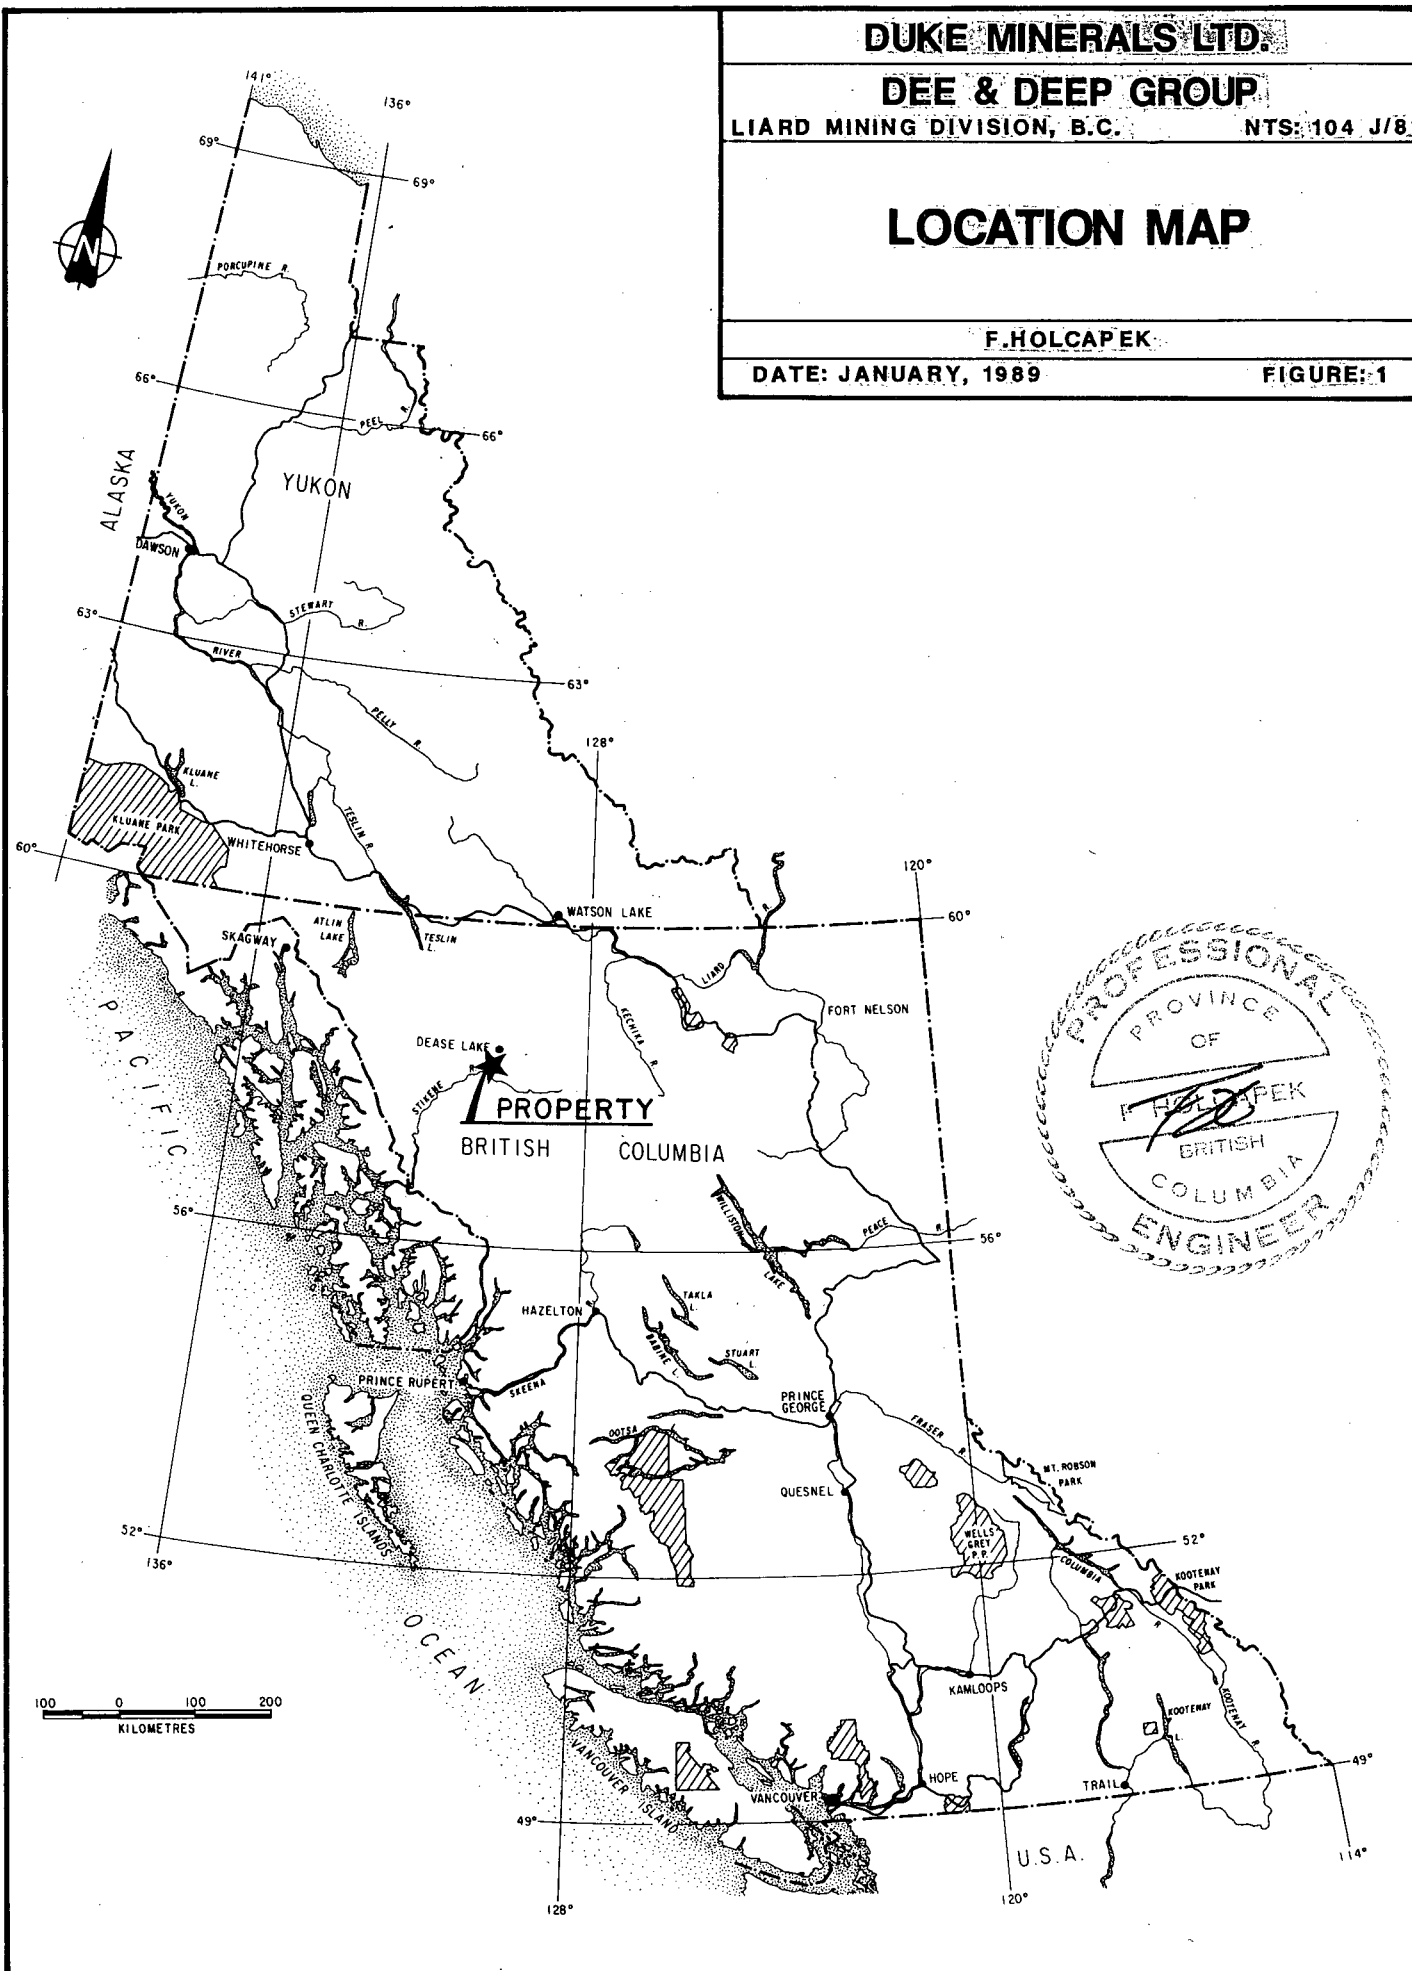 DUKE MINERALS LTD.
DEE & DEEP GROUP
LIARD MINING DIVISION, B.C. NTS: 104 J/8
LOCATION MAP
F. HOLCAPEK
DATE: JANUARY, 1989 FIGURE: 1
141°
136°
69°
69°
N
PORCUPINE R.
66°
PEEL R.
66°
ALASKA
YUKON
YUKON
DAWSON
63°
STEWART R.
RIVER
63°
PELLY R.
128°
KLUANE
L.
KLUANE PARK
TESLIN R.
WHITEHORSE
60°
120°
60°
WATSON LAKE
ATLIN
LAKE
SKAGWAY
TESLIN
L.
LIARD
R.
KECHIKA R.
FORT NELSON
PACIFIC
DEASE LAKE
STIKENE
R.
PROPERTY
BRITISH COLUMBIA
PROFESSIONAL
PROVINCE
OF
F. HOLCAPEK
BRITISH
COLUMBIA
ENGINEER
56°
WILLISTON
LAKE
PEACE R.
56°
TAKLA
L.
HAZELTON
BABINE L.
STUART
L.
PRINCE RUPERT
SKEENA
PRINCE
GEORGE
QUEEN CHARLOTTE ISLANDS
OOTSA
FRASER R.
MT. ROBSON
PARK
QUESNEL
WELLS
GREY
P.P.
52°
136°
52°
COLUMBIA
R
KOOTENAY
PARK
OCEAN
KAMLOOPS
KOOTENAY
L.
KOOTENAY R.
100 0 100 200
KILOMETRES
VANCOUVER ISLAND
VANCOUVER
HOPE
TRAIL
49°
49°
U.S.A.
114°
120°
128°